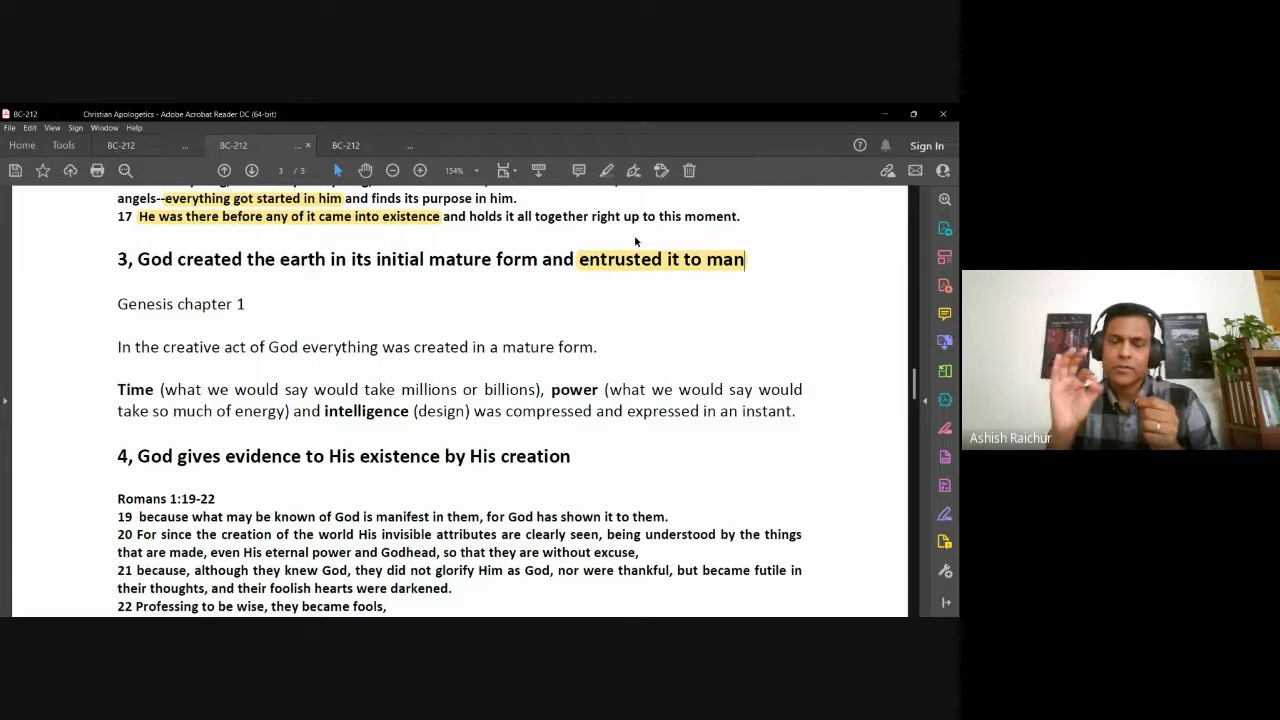 BC-212 Christian Apologetics - Adobe Acrobat Reader DC (64-bit)
File Edit View Sign Window Help
Home Tools BC-212 ... BC-212 ... × BC-212 ... Sign In
3 / 5 154%
angels--everything got started in him and finds its purpose in him.
17 He was there before any of it came into existence and holds it all together right up to this moment.
3, God created the earth in its initial mature form and entrusted it to man
Genesis chapter 1
In the creative act of God everything was created in a mature form.
Time (what we would say would take millions or billions), power (what we would say would
take so much of energy) and intelligence (design) was compressed and expressed in an instant.
4, God gives evidence to His existence by His creation
Romans 1:19-22
19 because what may be known of God is manifest in them, for God has shown it to them.
20 For since the creation of the world His invisible attributes are clearly seen, being understood by the things
that are made, even His eternal power and Godhead, so that they are without excuse,
21 because, although they knew God, they did not glorify Him as God, nor were thankful, but became futile in
their thoughts, and their foolish hearts were darkened.
22 Professing to be wise, they became fools,
Ashish Raichur